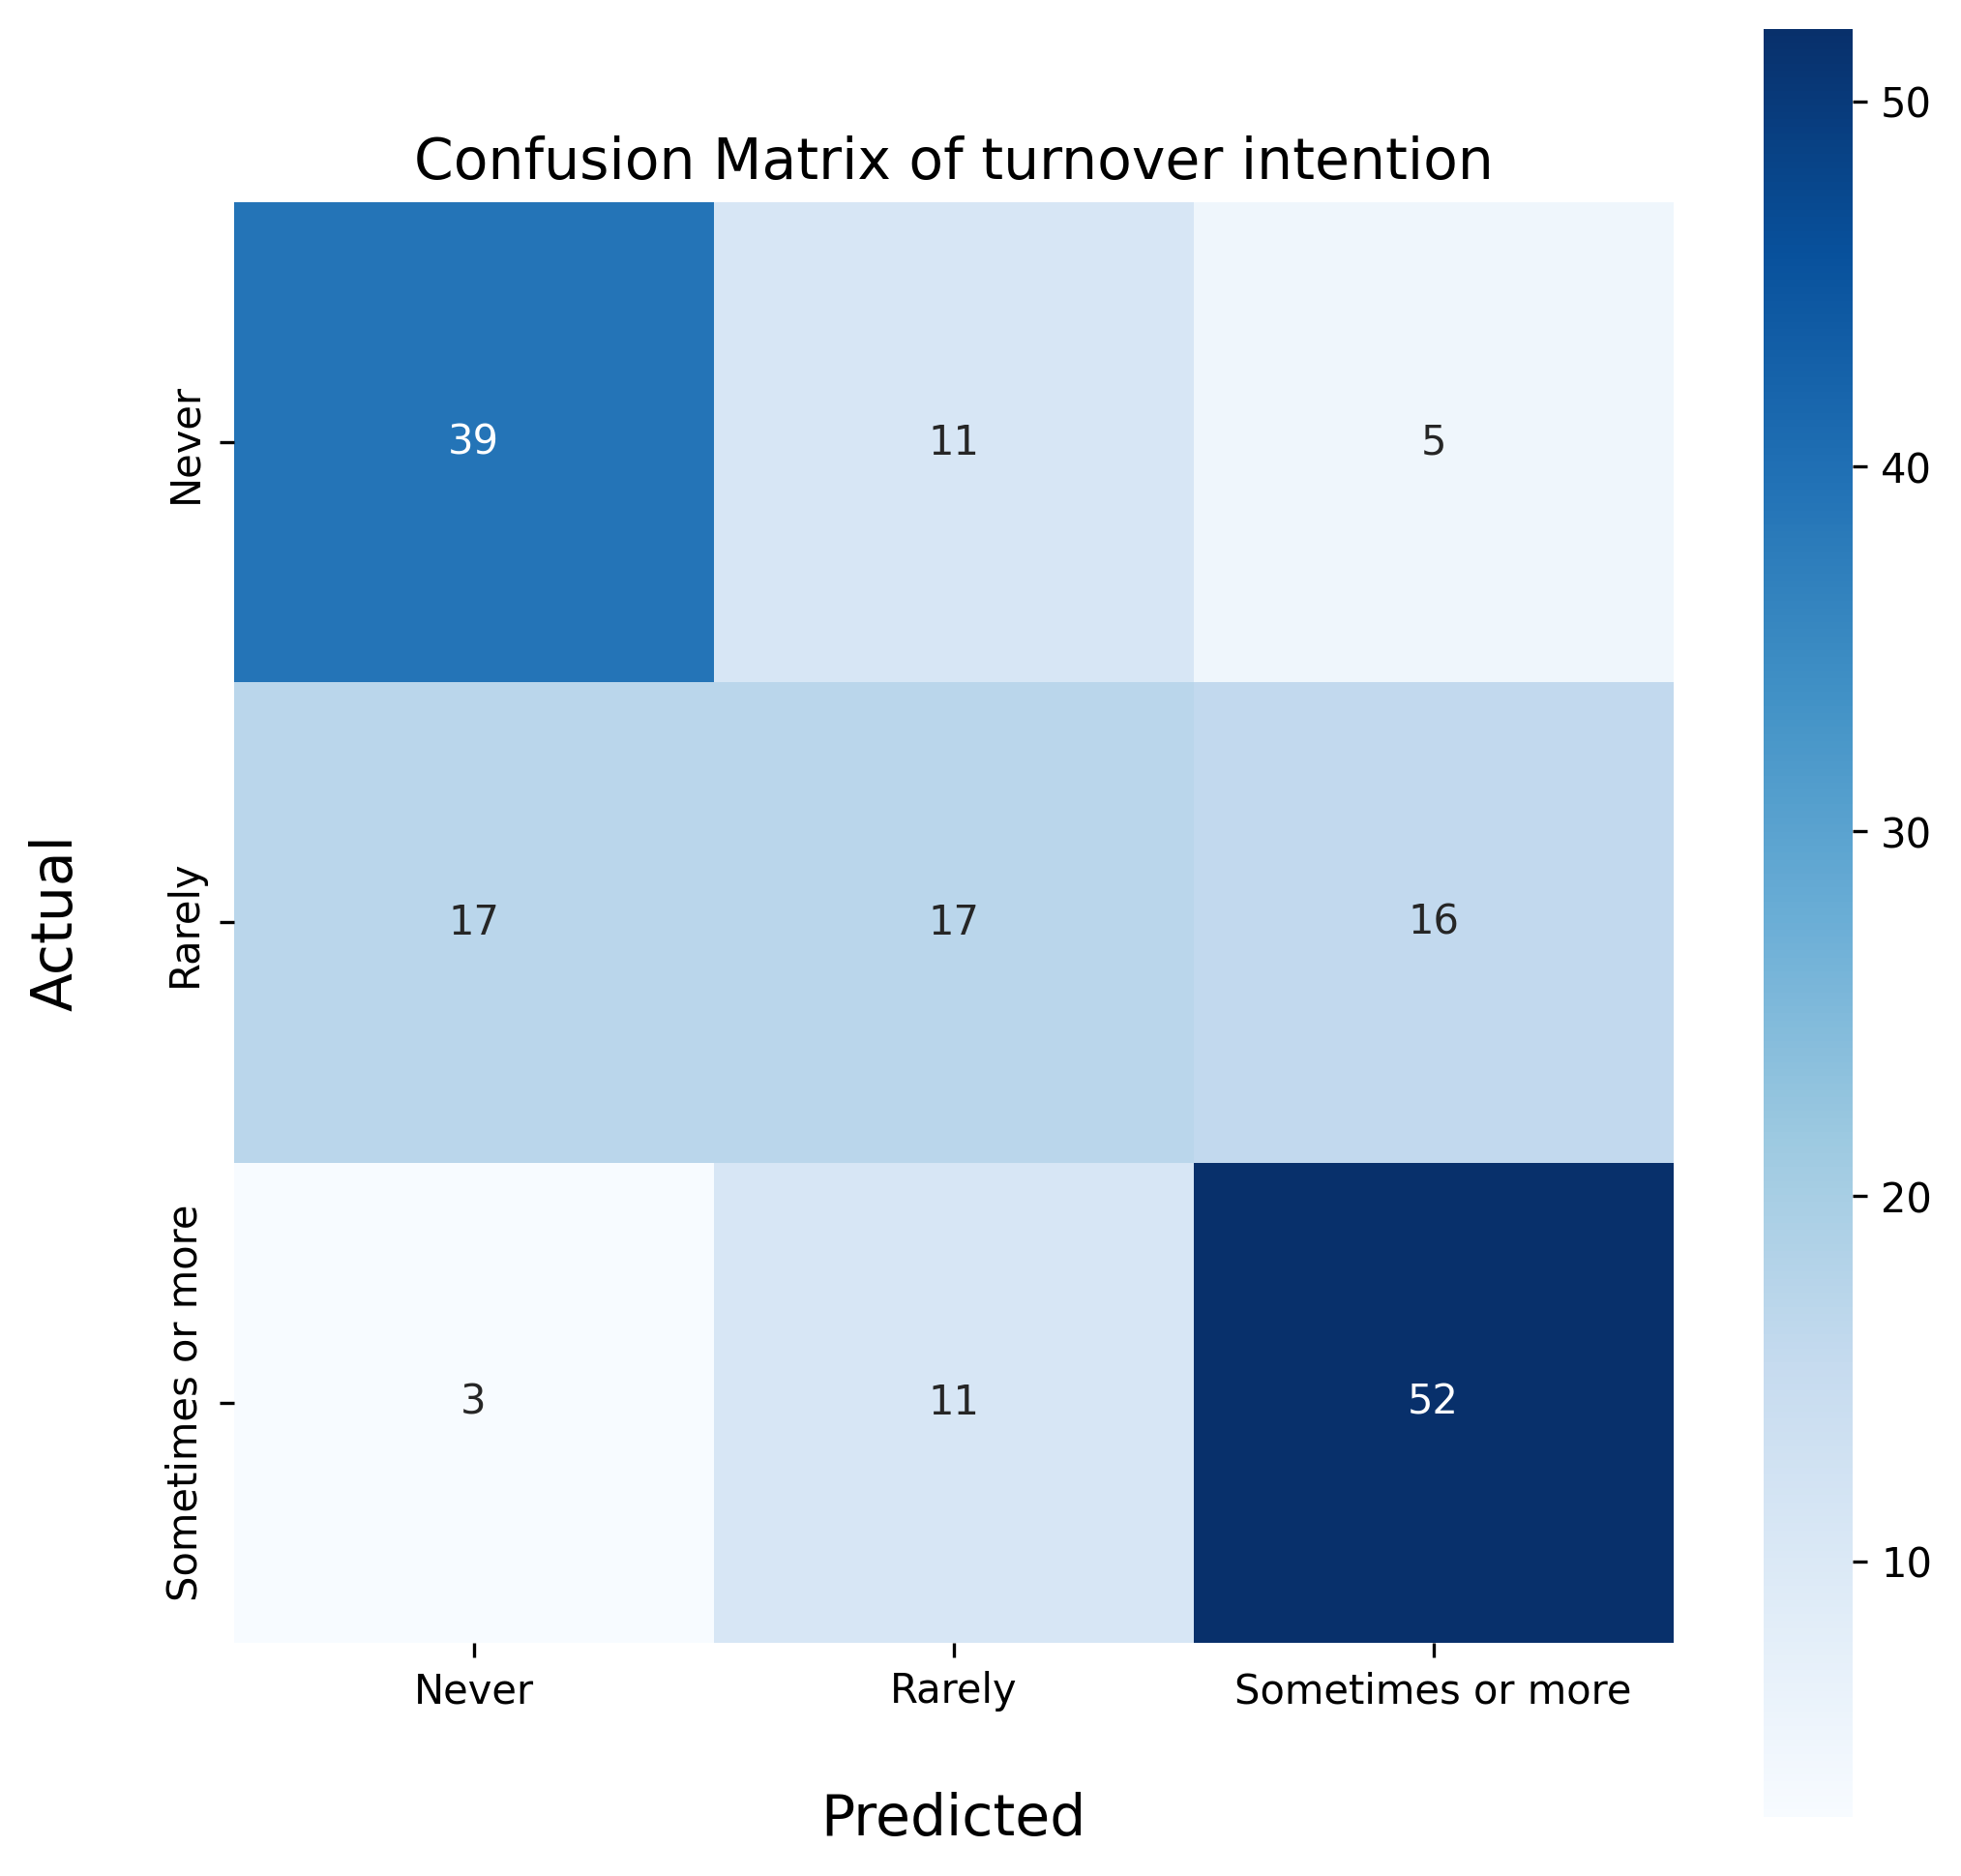 Confusion Matrix of turnover intention
Actual
Never
39 11 5
Rarely
17 17 16
Sometimes or more
3 11 52
Never Rarely Sometimes or more
Predicted
50
40
30
20
10